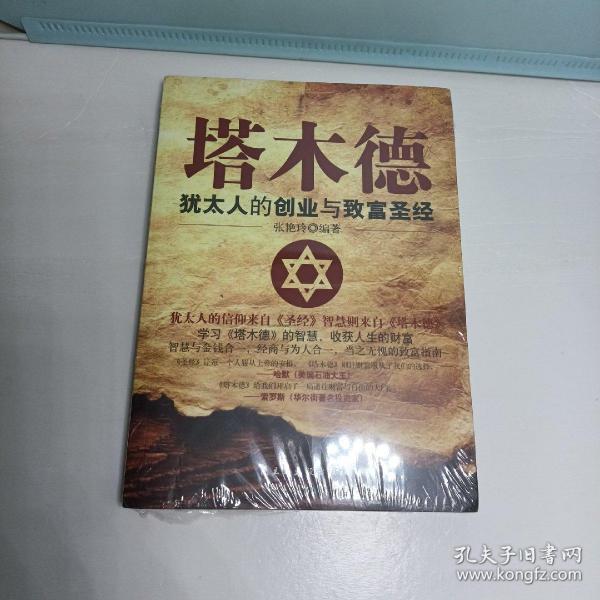 塔木德
犹太人的创业与致富圣经
张艳玲◎编著
犹太人的信仰来自《圣经》智慧则来自《塔木德》
学习《塔木德》的智慧，收获人生的财富
智慧与金钱合一，经商与为人合一，当之无愧的致富指南
——哈默（美国石油大王）
——索罗斯（华尔街著名投资家）
孔夫子旧书网
www.kongfz.com